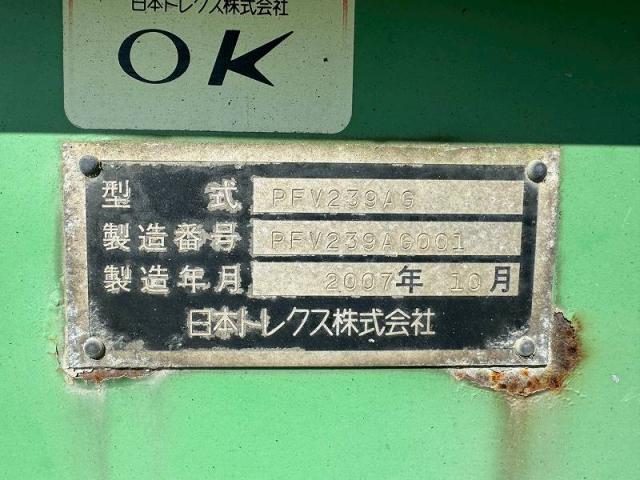 日本トレクス株式会社
OK
型式 PFV239AG
製造番号 PFV239AG001
製造年月 2007年 10月
日本トレクス株式会社